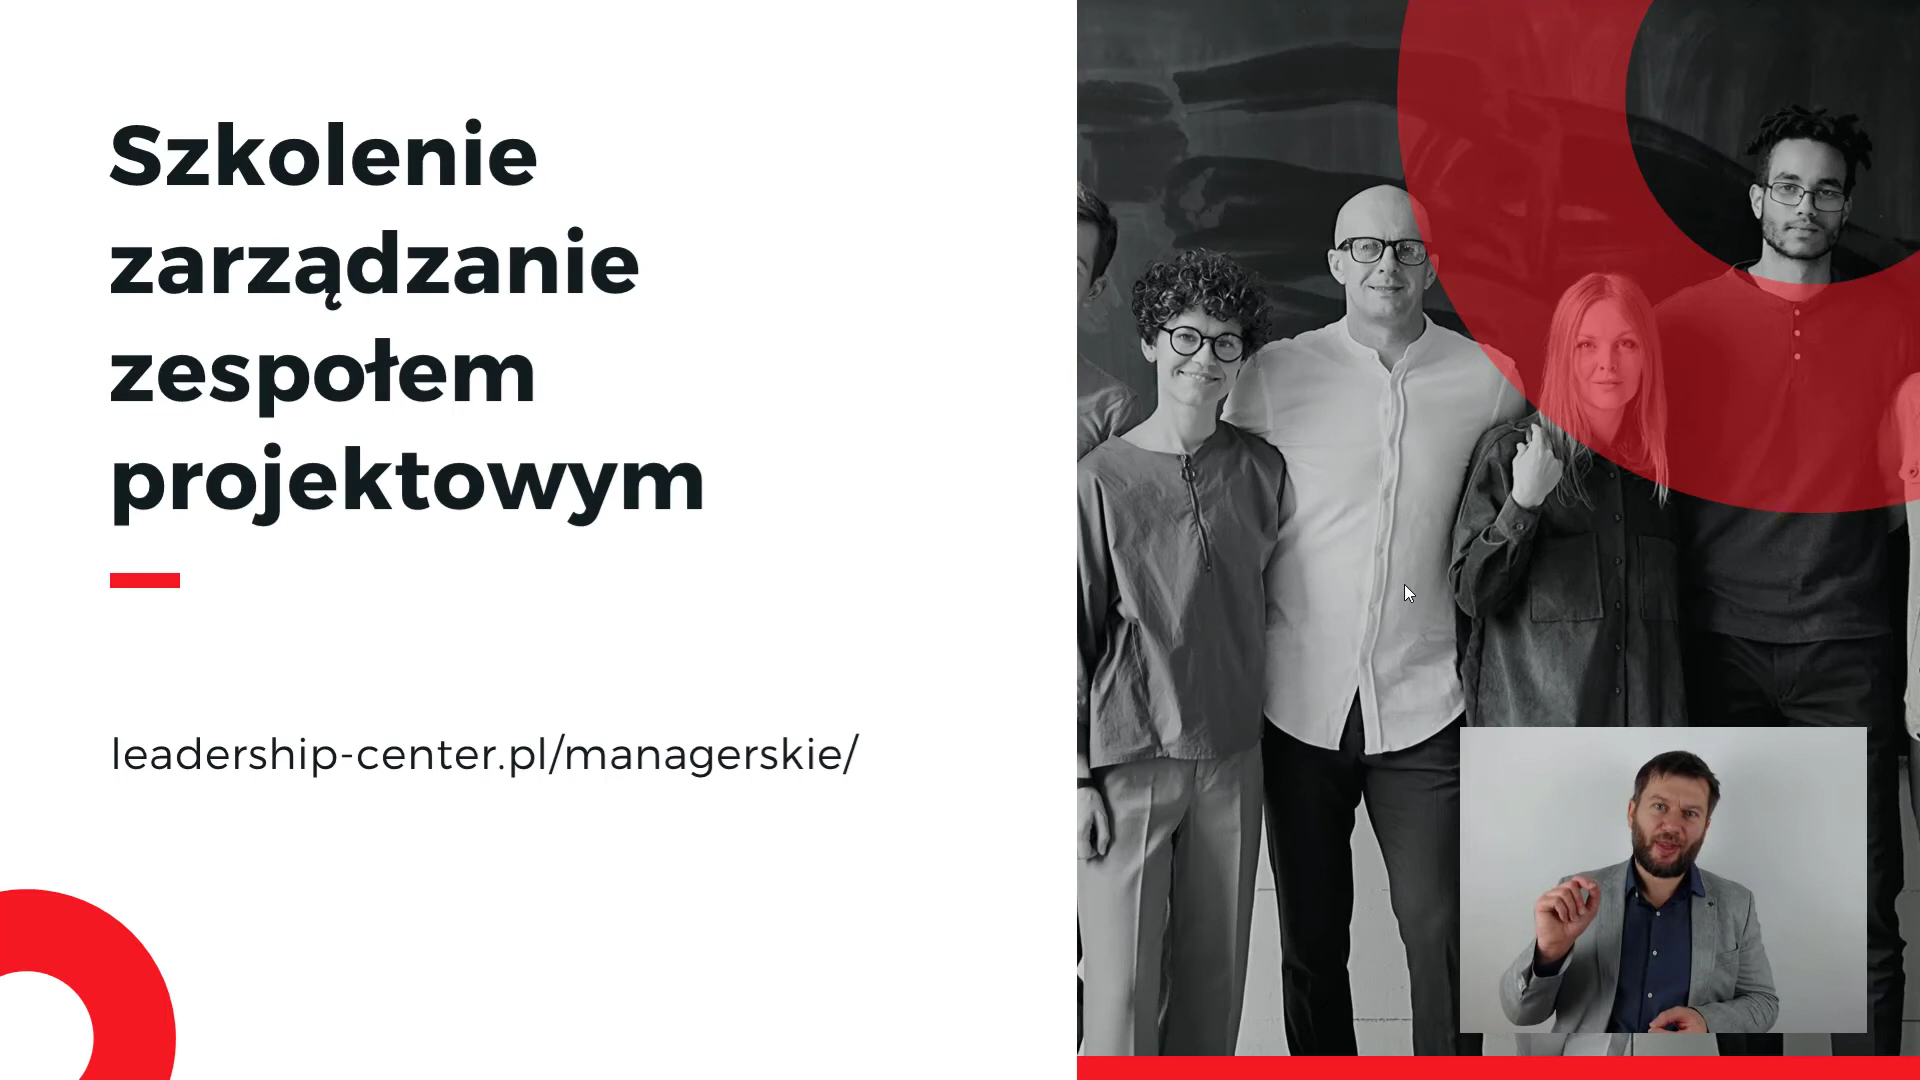 Szkolenie
zarządzanie
zespołem
projektowym
leadership-center.pl/managerskie/